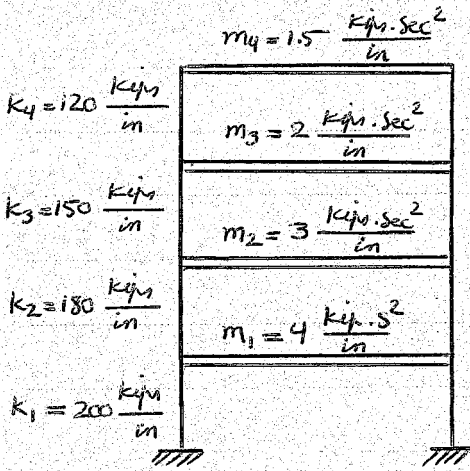 m4 = 1.5 kips.sec²/in
k4 = 120 kips/in
m3 = 2 kips.sec²/in
k3 = 150 kips/in
m2 = 3 kips.sec²/in
k2 = 180 kips/in
m1 = 4 kip.s²/in
k1 = 200 kips/in